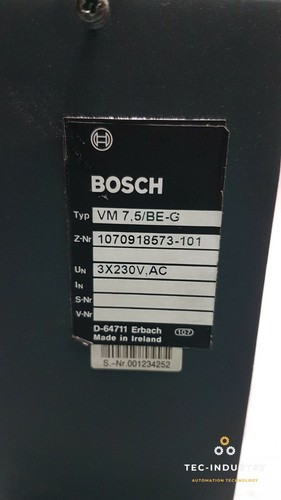 BOSCH
Typ VM 7,5/BE-G
Z-Nr 1070918573-101
UN 3X230V,AC
IN
S-Nr
V-Nr
D-64711 Erbach 107
Made in Ireland
S.-Nr.001234252
TEC-INDUSTRY
AUTOMATION TECHNOLOGY